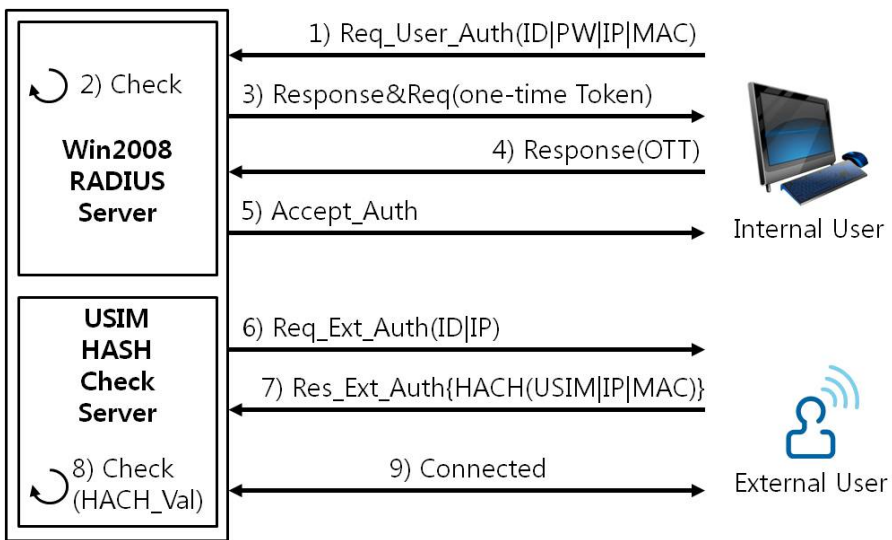 1) Req_User_Auth(ID|PW|IP|MAC)
2) Check
3) Response&Req(one-time Token)
Win2008
RADIUS
Server
4) Response(OTT)
5) Accept_Auth
Internal User
USIM
HASH
Check
Server
6) Req_Ext_Auth(ID|IP)
7) Res_Ext_Auth{HACH(USIM|IP|MAC)}
8) Check
(HACH_Val)
9) Connected
External User